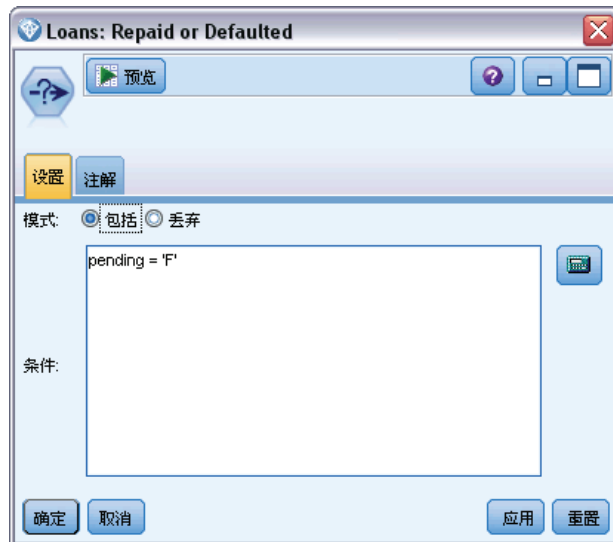 Loans: Repaid or Defaulted
预览
设置 注解
模式: 包括 丢弃
pending = 'F'
条件:
确定 取消 应用 重置